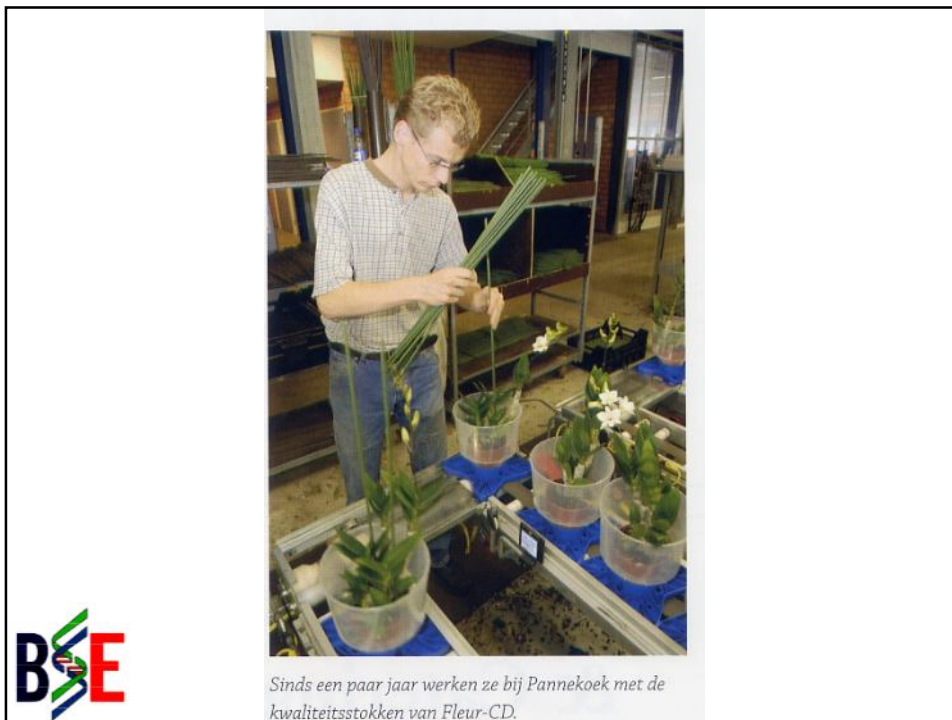 Sinds een paar jaar werken ze bij Pannekoek met de
kwaliteitsstokken van Fleur-CD.
BSE